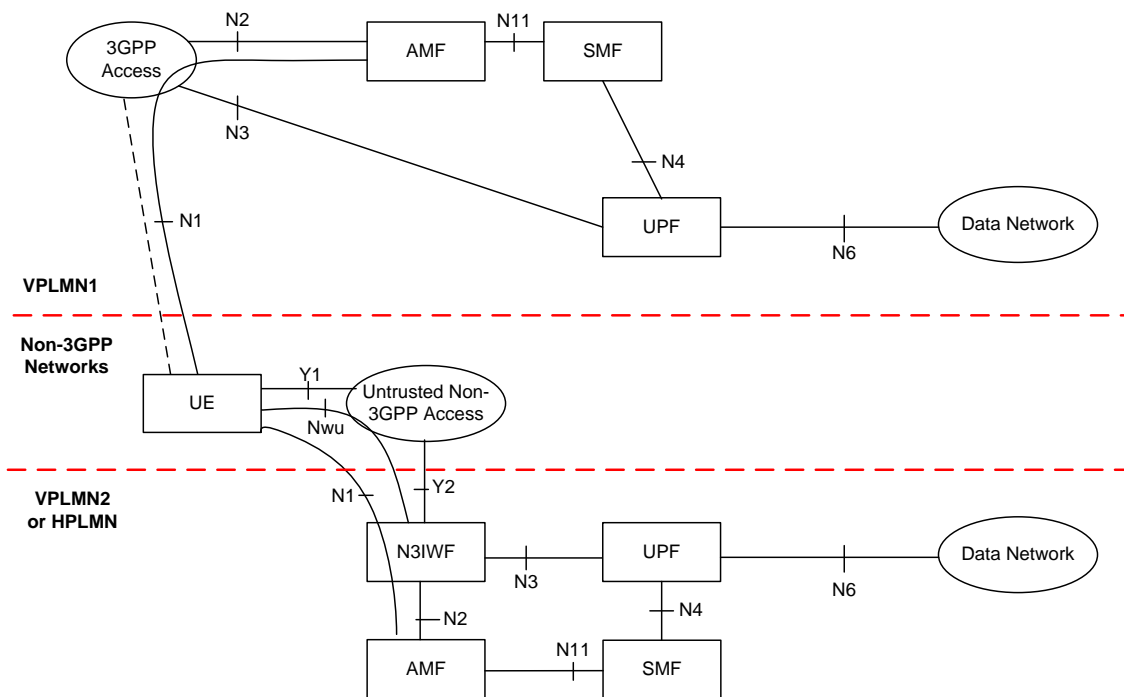 N2
N11
3GPP
Access
AMF
SMF
N3
N4
N1
UPF
Data Network
N6
VPLMN1
Non-3GPP
Networks
Y1
UE
Untrusted Non-
3GPP Access
Nwu
VPLMN2
or HPLMN
N1
Y2
N3IWF
UPF
Data Network
N3
N6
N2
N4
N11
AMF
SMF